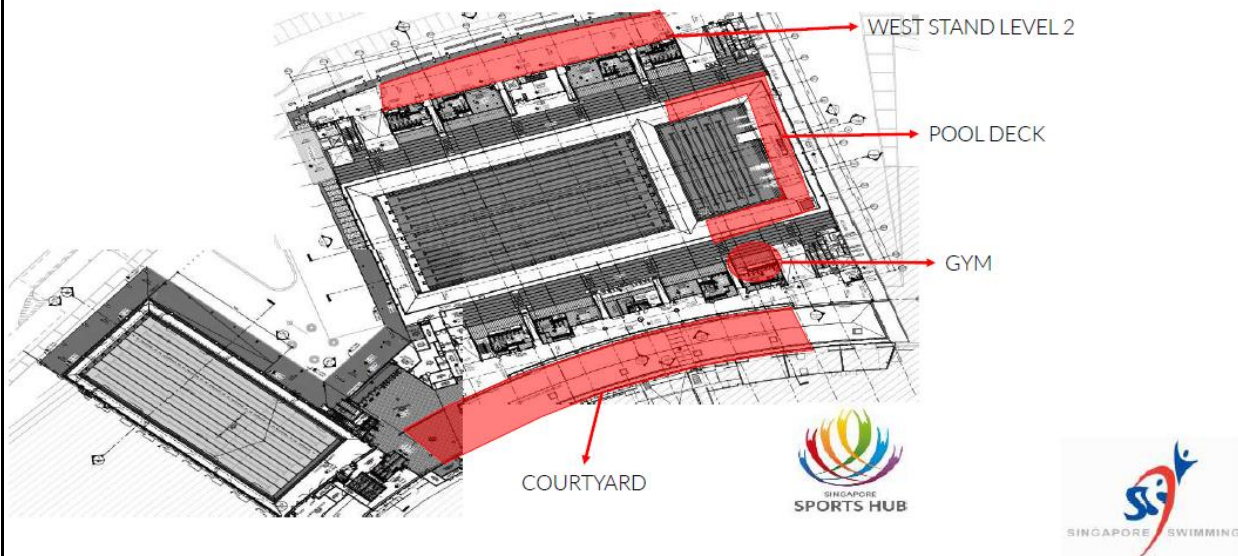 WEST STAND LEVEL 2
POOL DECK
GYM
COURTYARD
SINGAPORE
SPORTS HUB
SINGAPORE SWIMMING